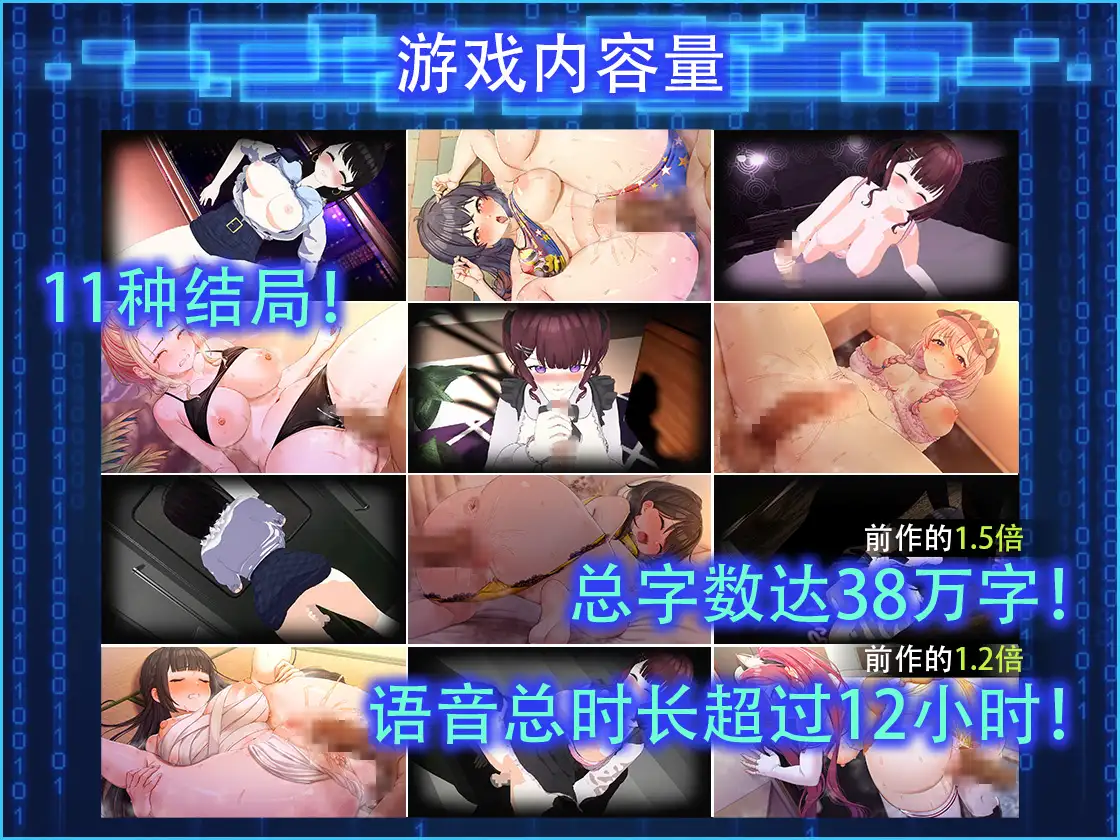 游戏内容量
11种结局！
前作的1.5倍
总字数达38万字！
前作的1.2倍
语音总时长超过12小时！